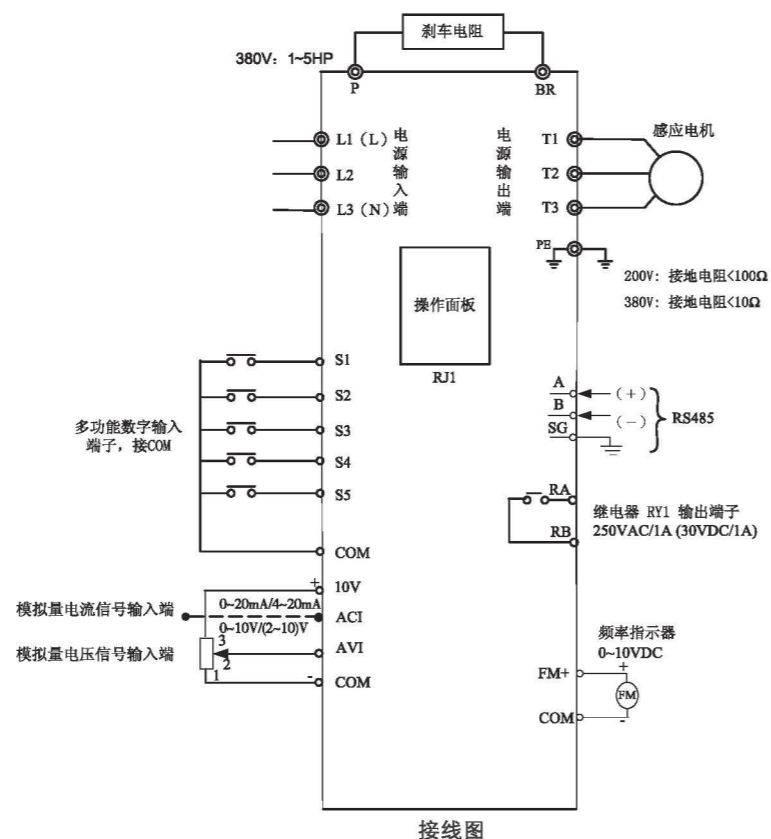 刹车电阻
380V：1~5HP
P
BR
L1（L）
L2
L3（N）
电源输入端
电源输出端
T1
T2
T3
感应电机
PE
200V：接地电阻<100Ω
380V：接地电阻<10Ω
操作面板
RJ1
S1
S2
S3
S4
S5
COM
多功能数字输入
端子，接COM
A
B
SG
（+）
（−）
RS485
RA
RB
继电器 RY1 输出端子
250VAC/1A (30VDC/1A)
+
10V
模拟量电流信号输入端
0~20mA/4~20mA
ACI
0~10V/(2~10)V
模拟量电压信号输入端
3
2
1
AVI
-
COM
频率指示器
0~10VDC
FM+
+
FM
COM
-
接线图